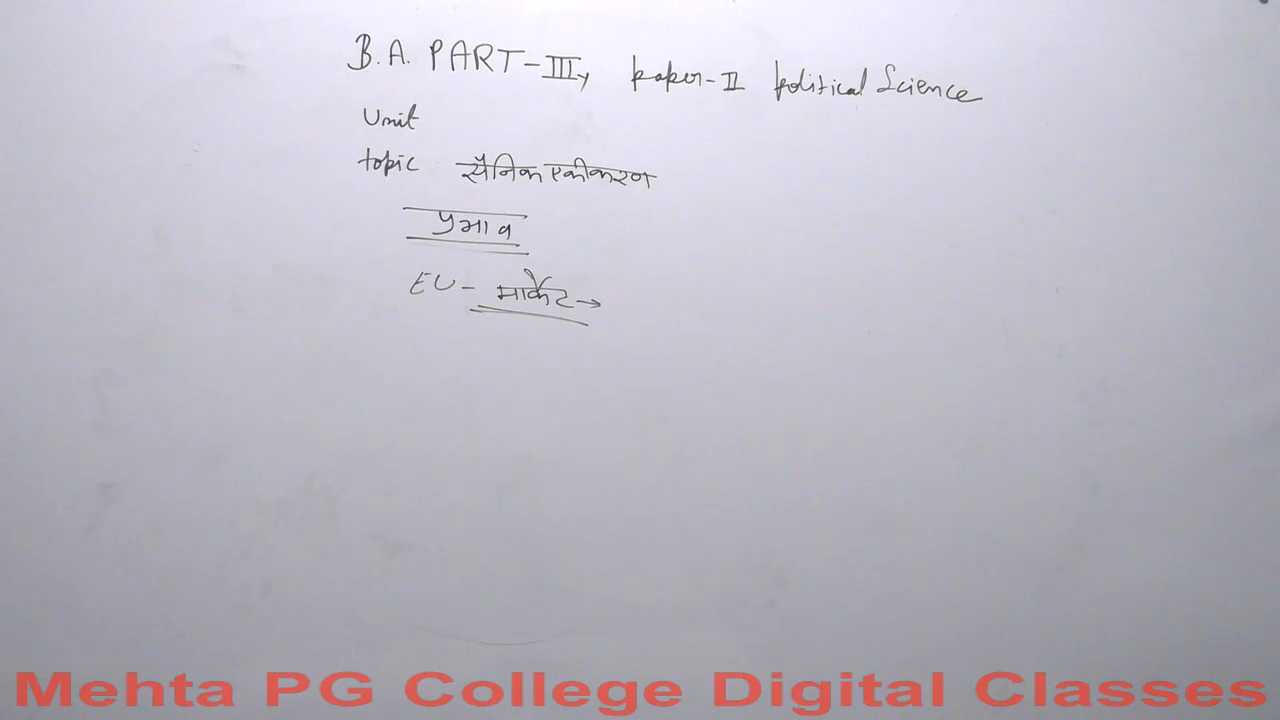 B.A. PART-III, paper-II Political Science
Unit
topic सैनिक एकीकरण
प्रभाव
EU - मार्केट →
Mehta PG College Digital Classes